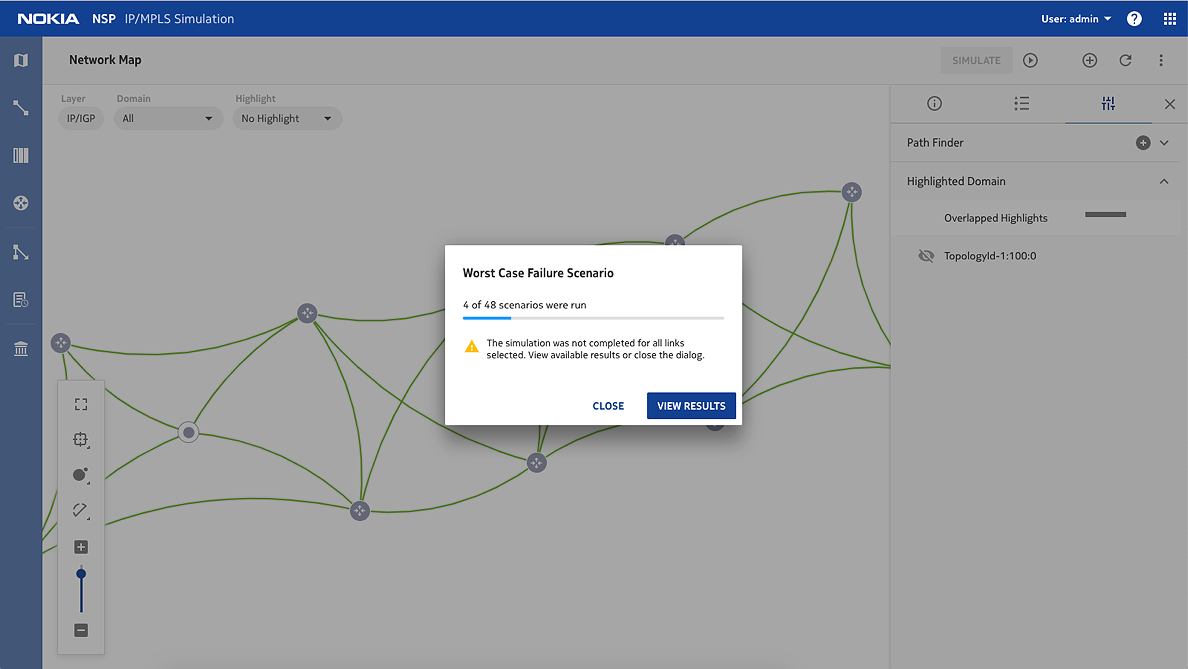 NOKIA NSP IP/MPLS Simulation
User: admin
Network Map
SIMULATE
Layer
Domain
Highlight
IP/IGP
All
No Highlight
Path Finder
Highlighted Domain
Overlapped Highlights
TopologyId-1:100:0
Worst Case Failure Scenario
4 of 48 scenarios were run
The simulation was not completed for all links
selected. View available results or close the dialog.
CLOSE
VIEW RESULTS